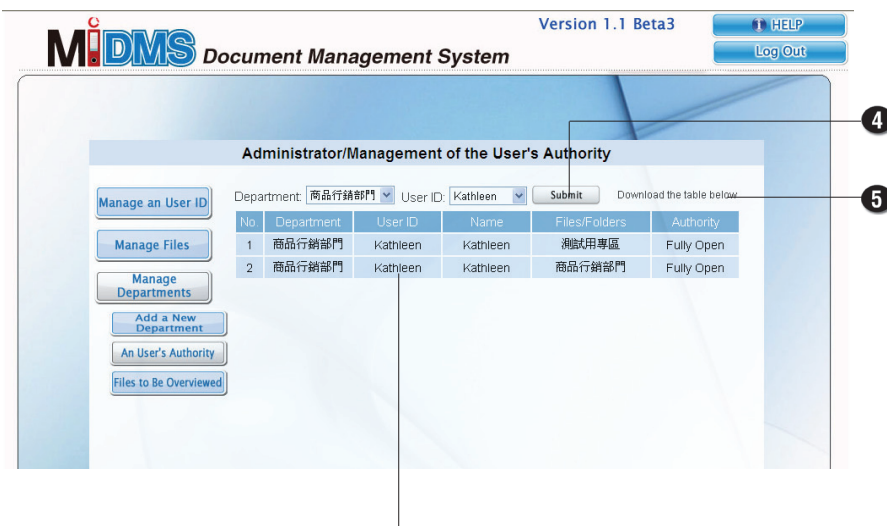 Version 1.1 Beta3
HELP
MiDMS Document Management System
Log Out
4
Administrator/Management of the User's Authority
Manage an User ID
Department: 商品行銷部門 User ID: Kathleen Submit Download the table below
5
No. Department User ID Name Files/Folders Authority
1 商品行銷部門 Kathleen Kathleen 測試用專區 Fully Open
Manage Files
2 商品行銷部門 Kathleen Kathleen 商品行銷部門 Fully Open
Manage
Departments
Add a New
Department
An User's Authority
Files to Be Overviewed